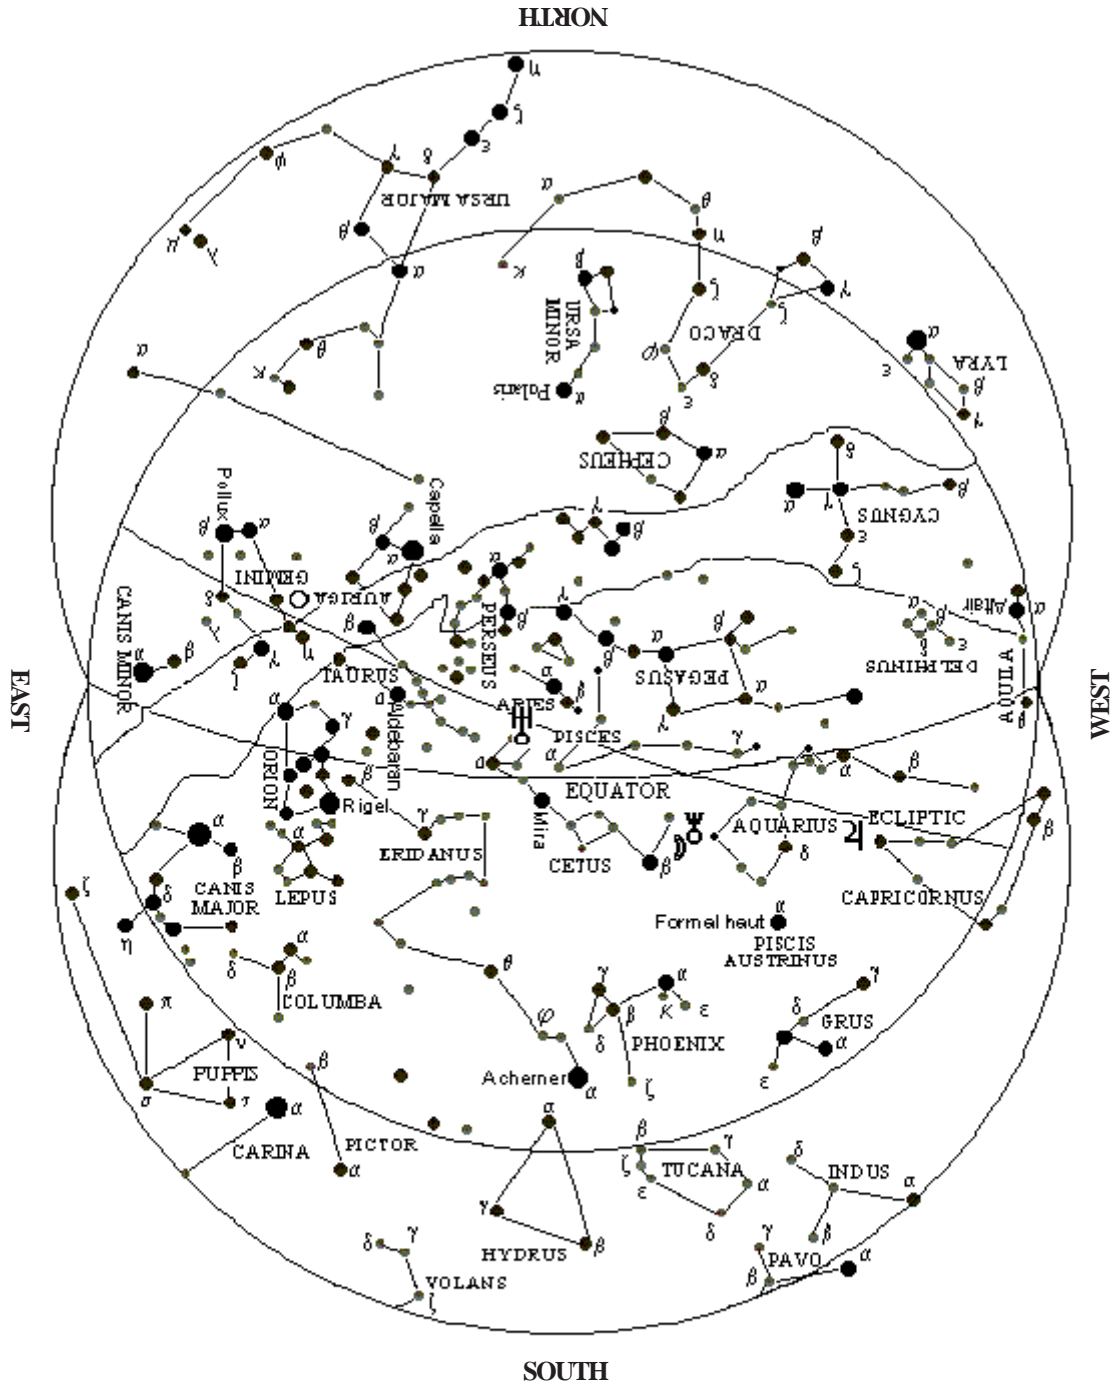 NORTH
η
ζ
ε
δ
γ
φ
URSA MAJOR
β
α
μ
λ
α
θ
η
κ
β
γ
ζ
ζ
DRACO
β
URSA
MINOR
Polaris
α
φ
δ
ε
α
ε
LYRA
β
γ
θ
κ
α
β
CEPHEUS
α
δ
α
γ
β
CYGNUS
ε
ζ
Pollux
β
α
GEMINI
δ
λ
γ
η
ζ
Capella
β
α
AURIGA
β
γ
β
α
PERSEUS
β
γ
θ
α
β
PEGASUS
γ
α
α
β
δ
ε
DELPHINUS
Altair
α
AQUILA
β
CANIS MINOR
α
β
EAST
WEST
TAURUS
α
Aldebaran
ARIES
α
β
PISCES
α
γ
α
ORION
α
γ
β
Rigel
EQUATOR
Mira
CETUS
β
AQUARIUS
α
β
δ
ECLIPTIC
β
CAPRICORNUS
γ
ERIDANUS
α
LEPUS
α
β
CANIS
MAJOR
δ
η
ζ
Formel haut
α
PISCIS
AUSTRINUS
α
δ
β
COLUMBA
θ
φ
Acherner
α
γ
α
κ
ε
β
δ
PHOENIX
ζ
γ
δ
GRUS
α
ε
π
ν
PUPPIS
σ
τ
α
CARINA
β
PICTOR
α
α
γ
HYDRUS
β
β
γ
ζ
TUCANA
ε
α
δ
δ
INDUS
α
β
γ
PAVO
α
β
δ
γ
VOLANS
ζ
SOUTH